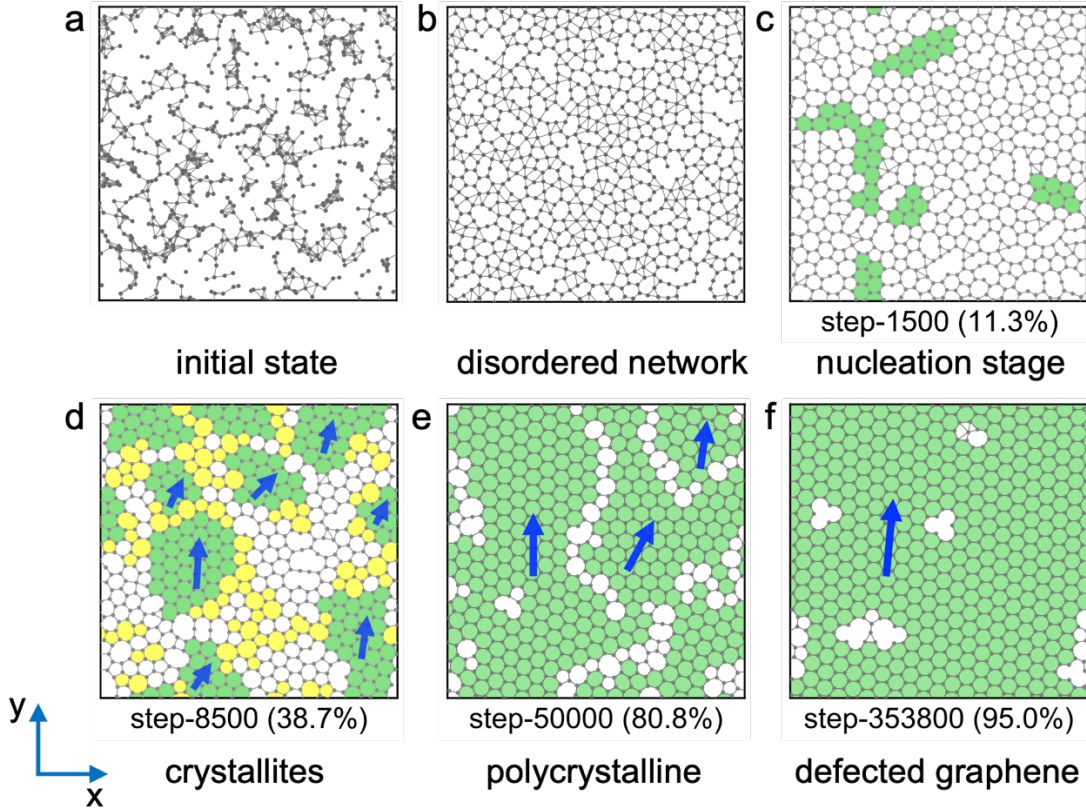 a
b
c
step-1500 (11.3%)
initial state
disordered network
nucleation stage
d
e
f
step-8500 (38.7%)
step-50000 (80.8%)
step-353800 (95.0%)
y
x
crystallites
polycrystalline
defected graphene